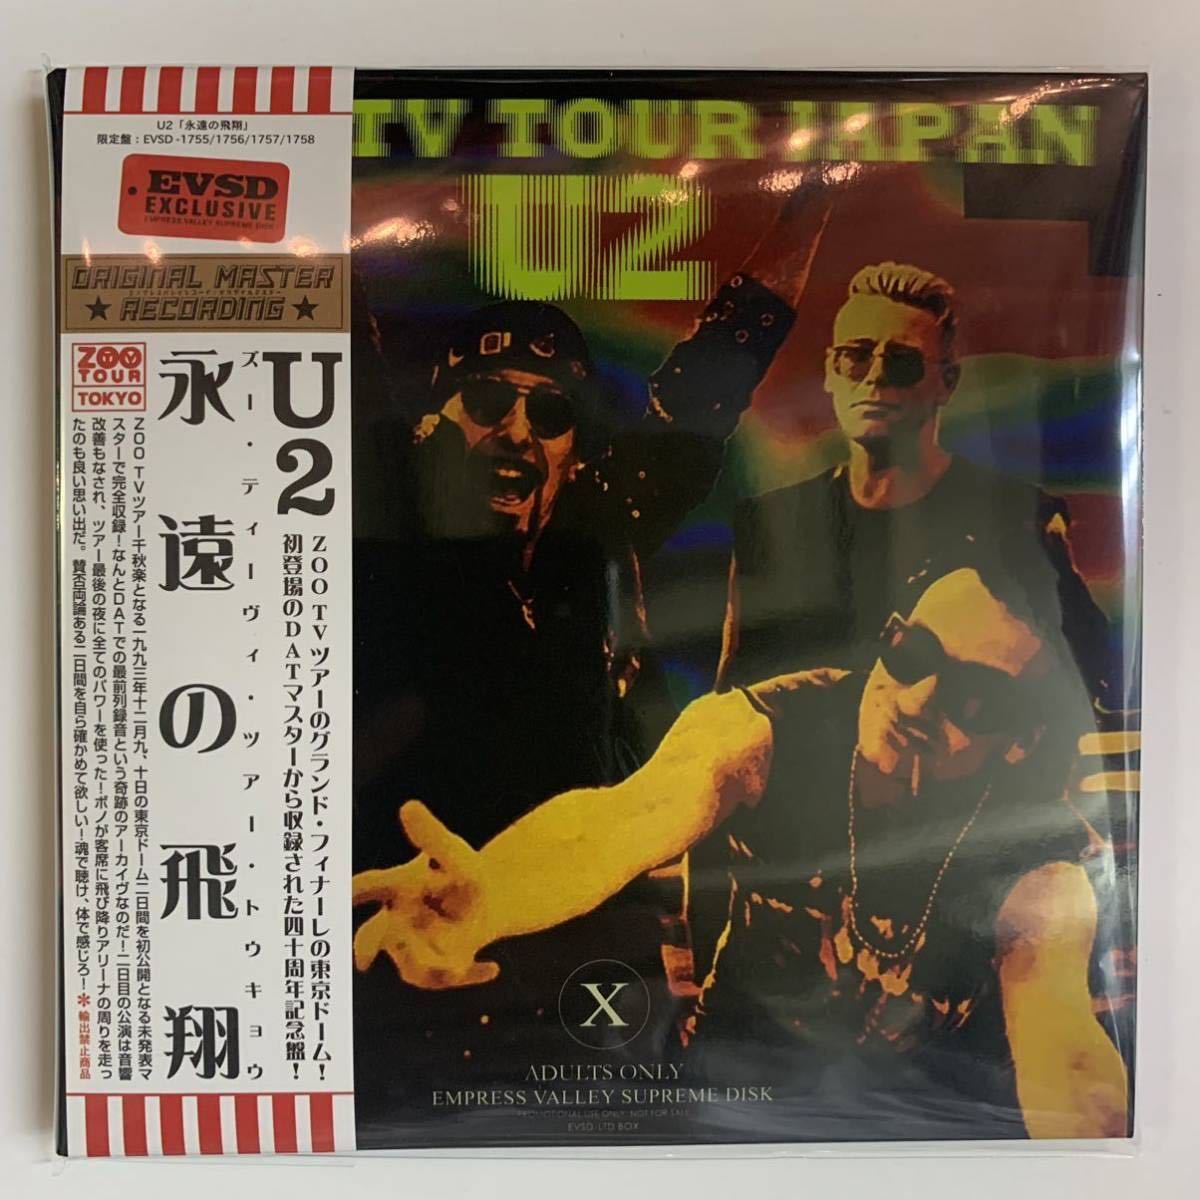 U2「永遠の飛翔」
限定盤：EVSD -1755/1756/1757/1758
EVSD
EXCLUSIVE
EMPRESS VALLEY SUPREME DISK
ORIGINAL MASTER
RECORDING
ZOO
TOUR
TOKYO
U2
ZOO TVツアーのグランド・フィナーレの東京ドーム！
初登場のDATマスターから収録された四十周年記念盤！
ズー・ティーヴィ・ツアー・トウキョウ
永遠の飛翔
ZOO TVツアー千秋楽となる一九九三年十二月九、十日の東京ドーム二日間を初公開となる未発表マ
スターで完全収録！なんとDATでの最前列録音という奇跡のアーカイヴなのだ！二日目の公演は音響
改善もなされ、ツアー最後の夜に全てのパワーを使った！ボノが客席に飛び降りアリーナの周りを走っ
たのも良い思い出だ。賛否両論ある二日間を自ら確かめて欲しい！魂で聴け、体で感じろ！＊輸出禁止商品
TV TOUR JAPAN
U2
X
ADULTS ONLY
EMPRESS VALLEY SUPREME DISK
PROMOTIONAL USE ONLY NOT FOR SALE
EVSD-LTD BOX